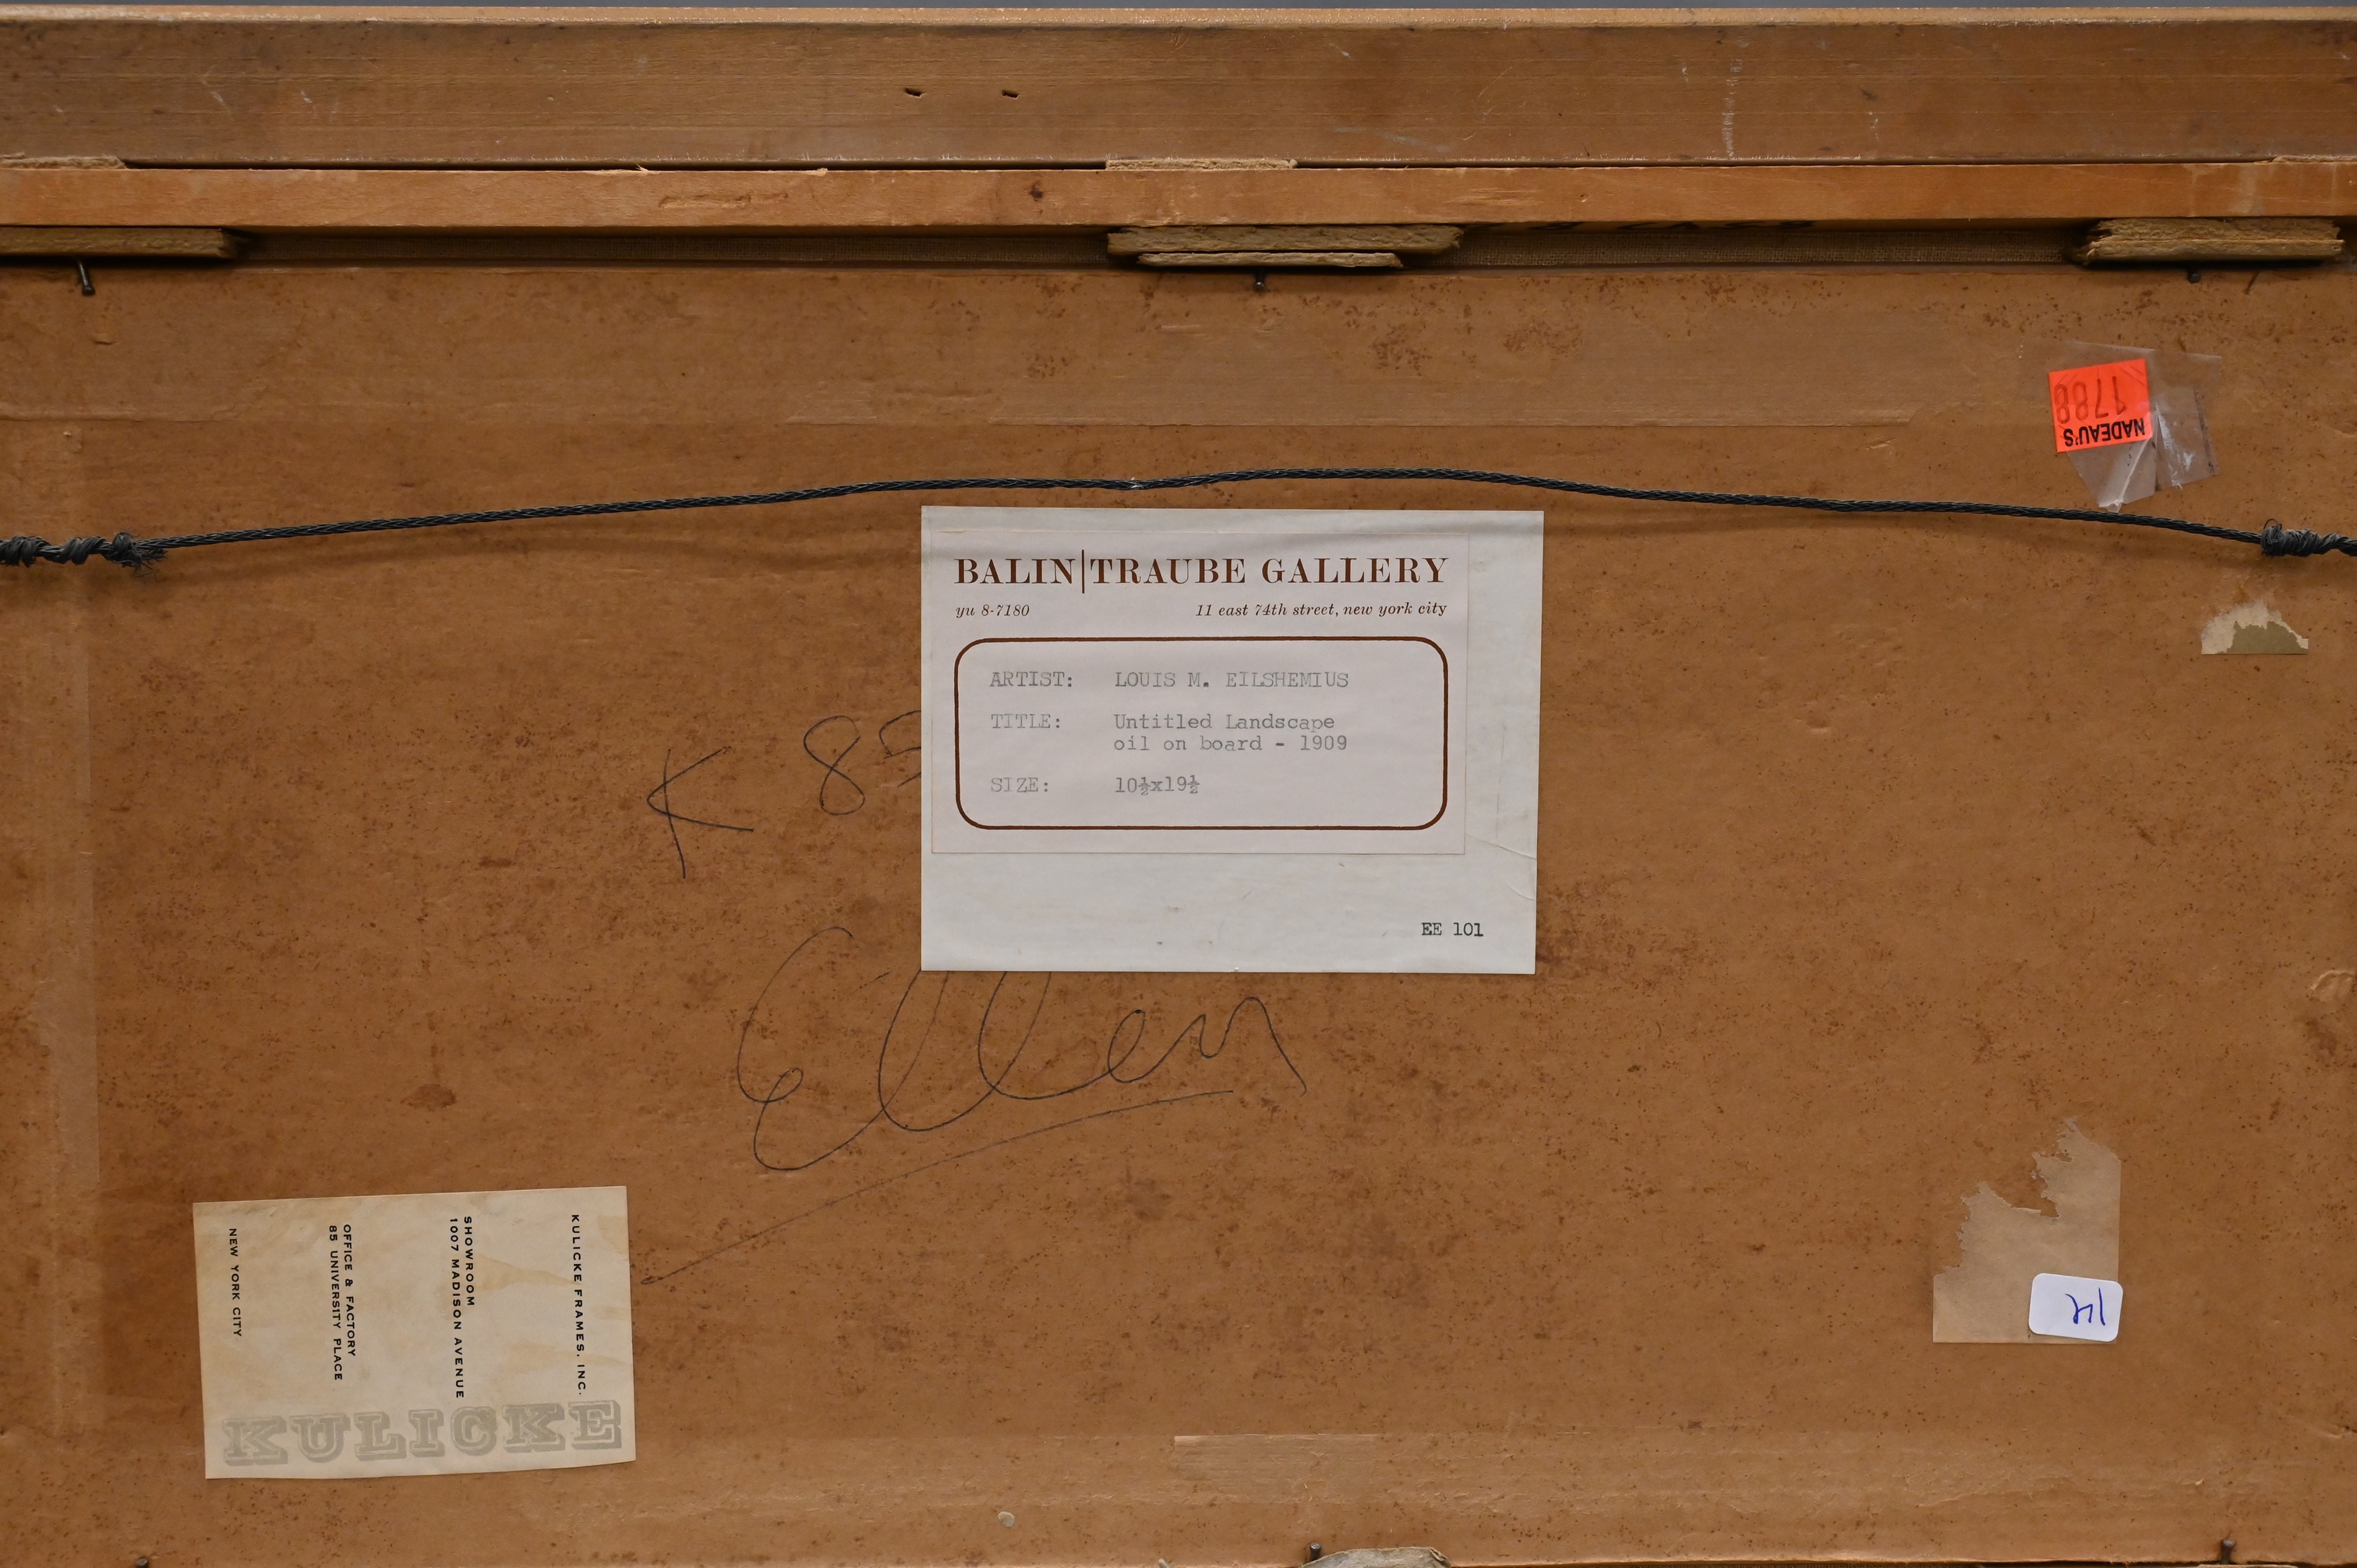 1788
NADEAU'S
BALIN|TRAUBE GALLERY
yu 8-7180 11 east 74th street, new york city
ARTIST: LOUIS M. EILSHEMIUS
TITLE: Untitled Landscape
oil on board - 1909
SIZE: 10½x19½
EE 101
K 85
Ellen
KULICKE FRAMES, INC.
SHOWROOM
1007 MADISON AVENUE
OFFICE & FACTORY
85 UNIVERSITY PLACE
NEW YORK CITY
KULICKE